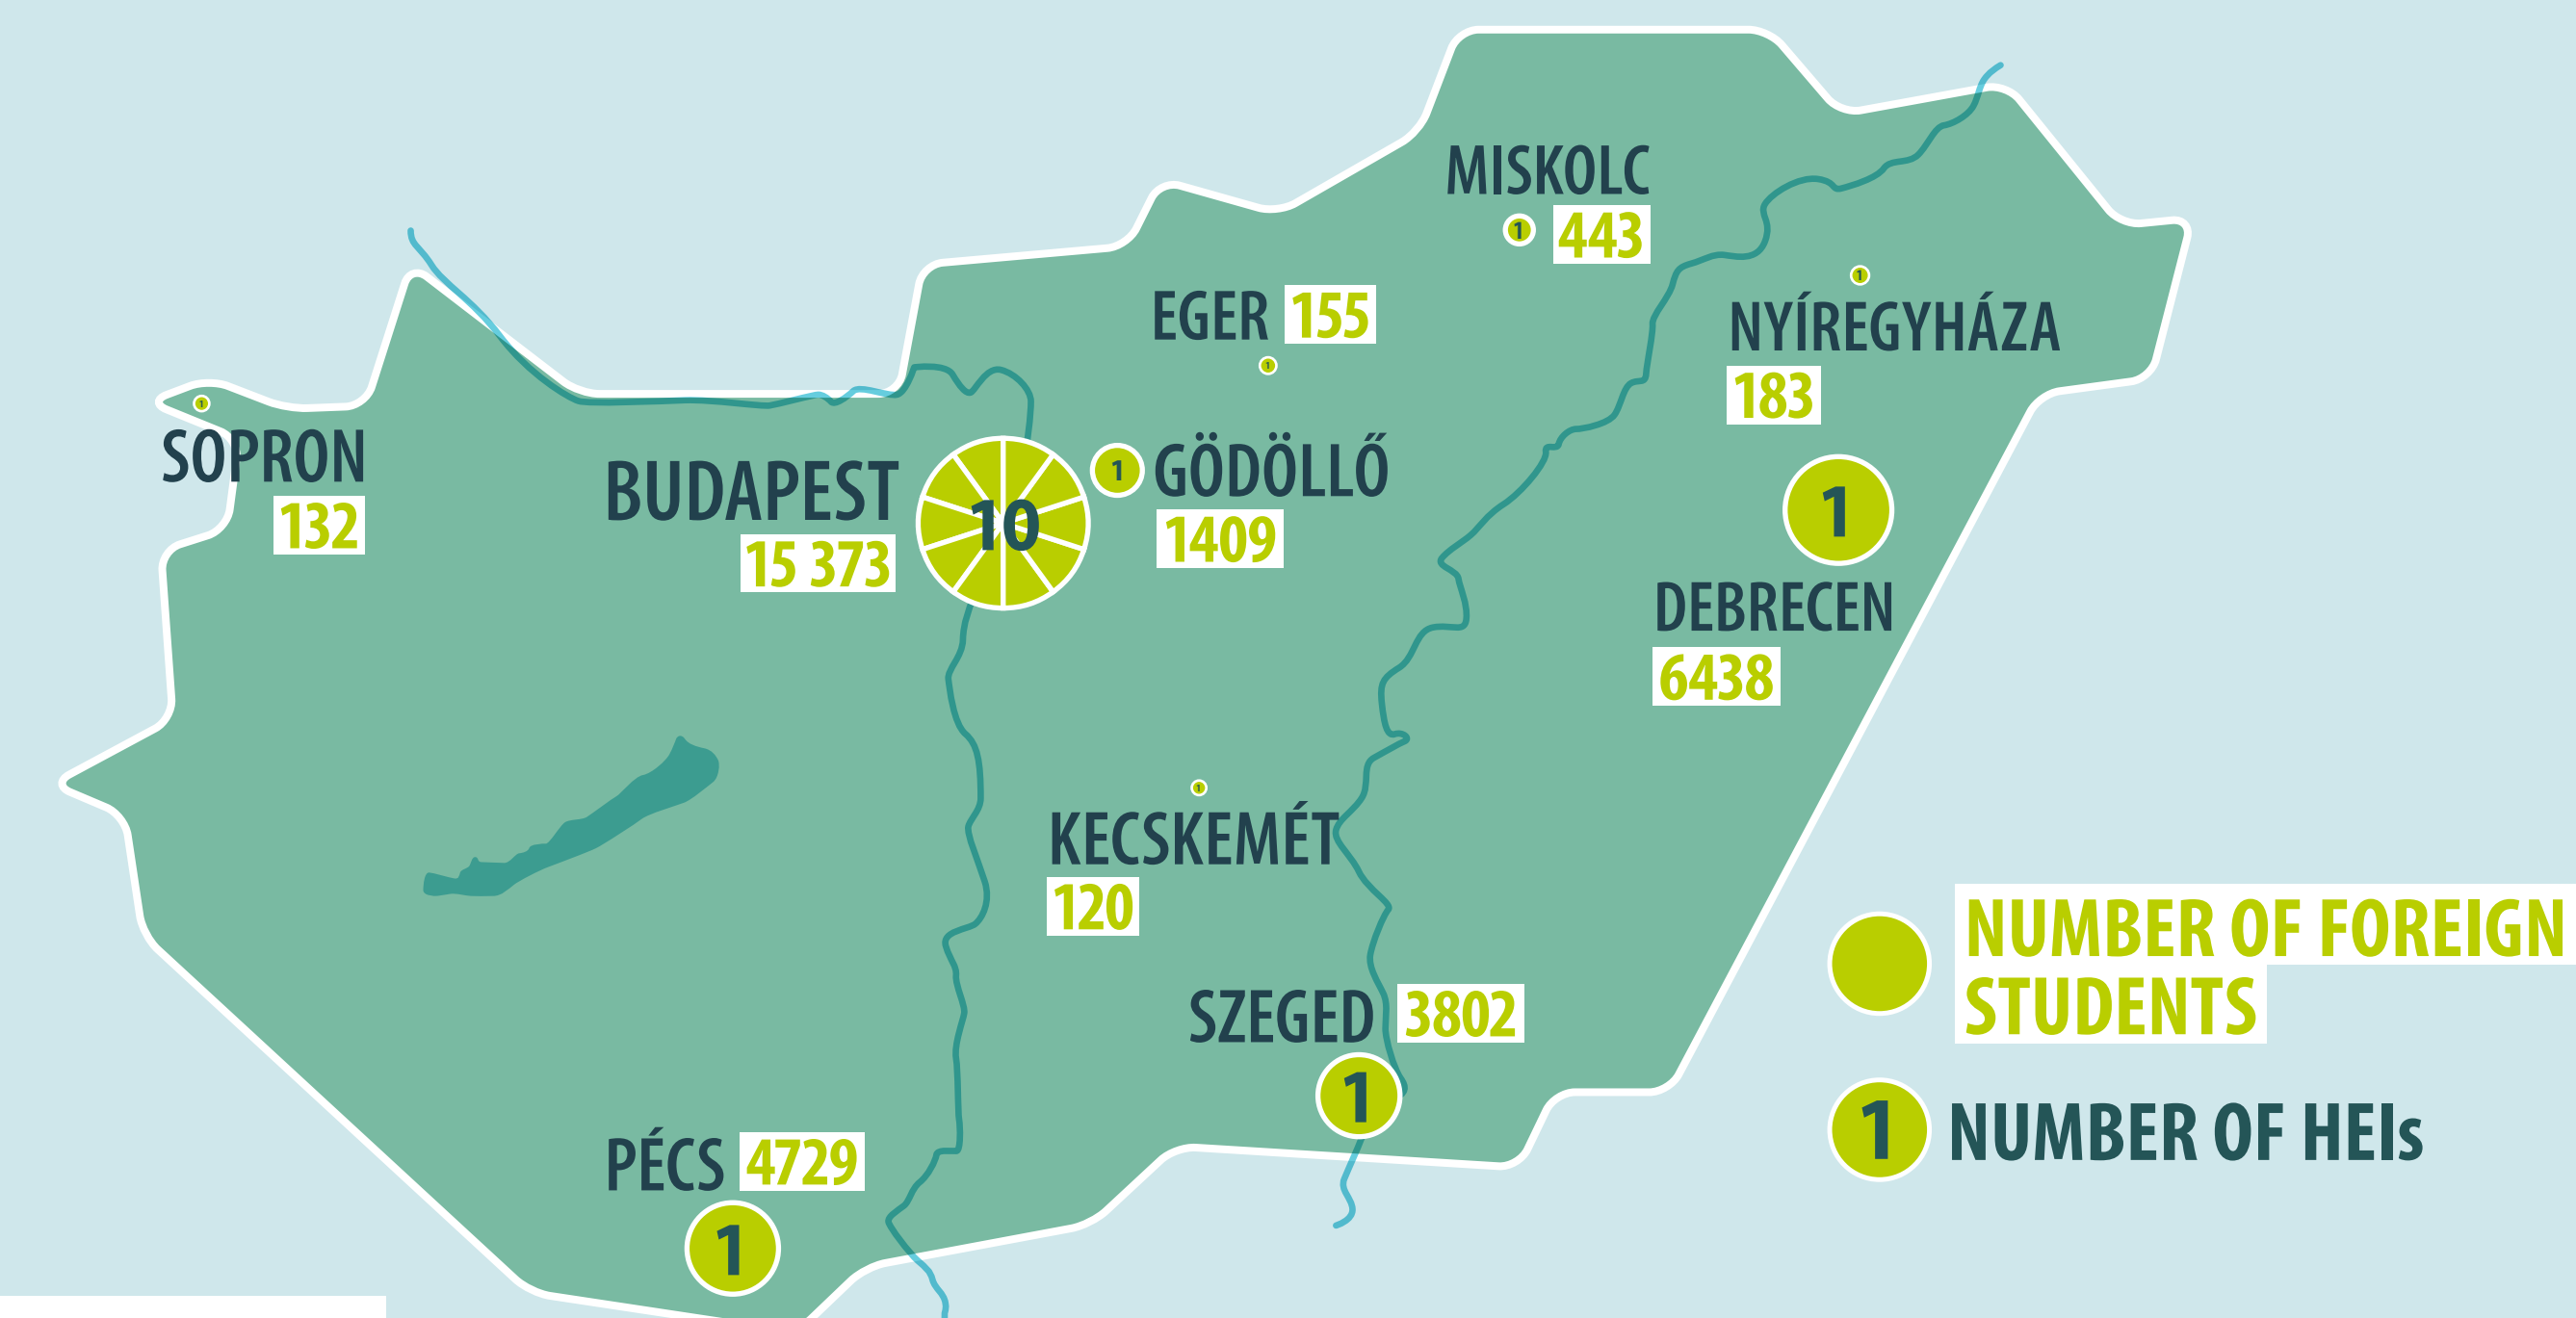 MISKOLC
1
443
EGER 155
1
1
NYÍREGYHÁZA
183
1
SOPRON
132
BUDAPEST
15 373
10
1
GÖDÖLLŐ
1409
1
DEBRECEN
6438
1
KECSKEMÉT
120
SZEGED 3802
1
PÉCS 4729
1
NUMBER OF FOREIGN
STUDENTS
1 NUMBER OF HEIs